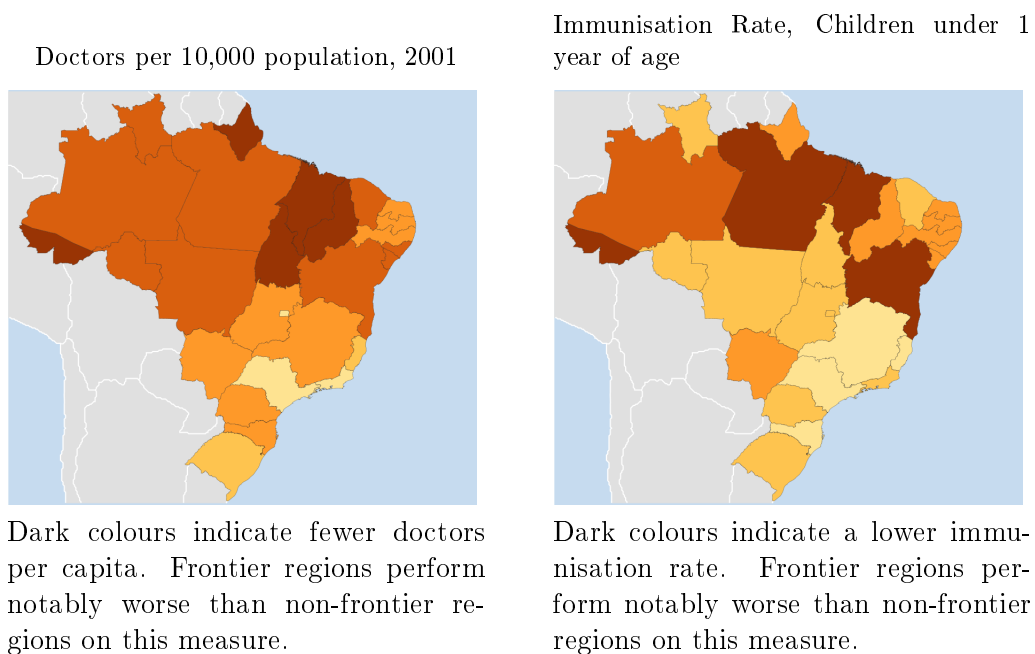 Doctors per 10,000 population, 2001
Dark colours indicate fewer doctors
per capita. Frontier regions perform
notably worse than non-frontier re-
gions on this measure.
Immunisation Rate, Children under 1
year of age
Dark colours indicate a lower immu-
nisation rate. Frontier regions per-
form notably worse than non-frontier
regions on this measure.